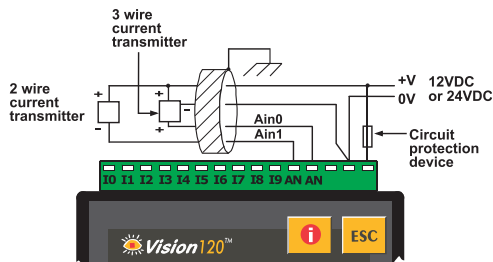 3 wire
current
transmitter
2 wire
current
transmitter
+
-
+
-
+
Ain0
Ain1
+V 12VDC
0V or 24VDC
Circuit
protection
device
I0 I1 I2 I3 I4 I5 I6 I7 I8 I9 AN AN
Vision120™
i
ESC